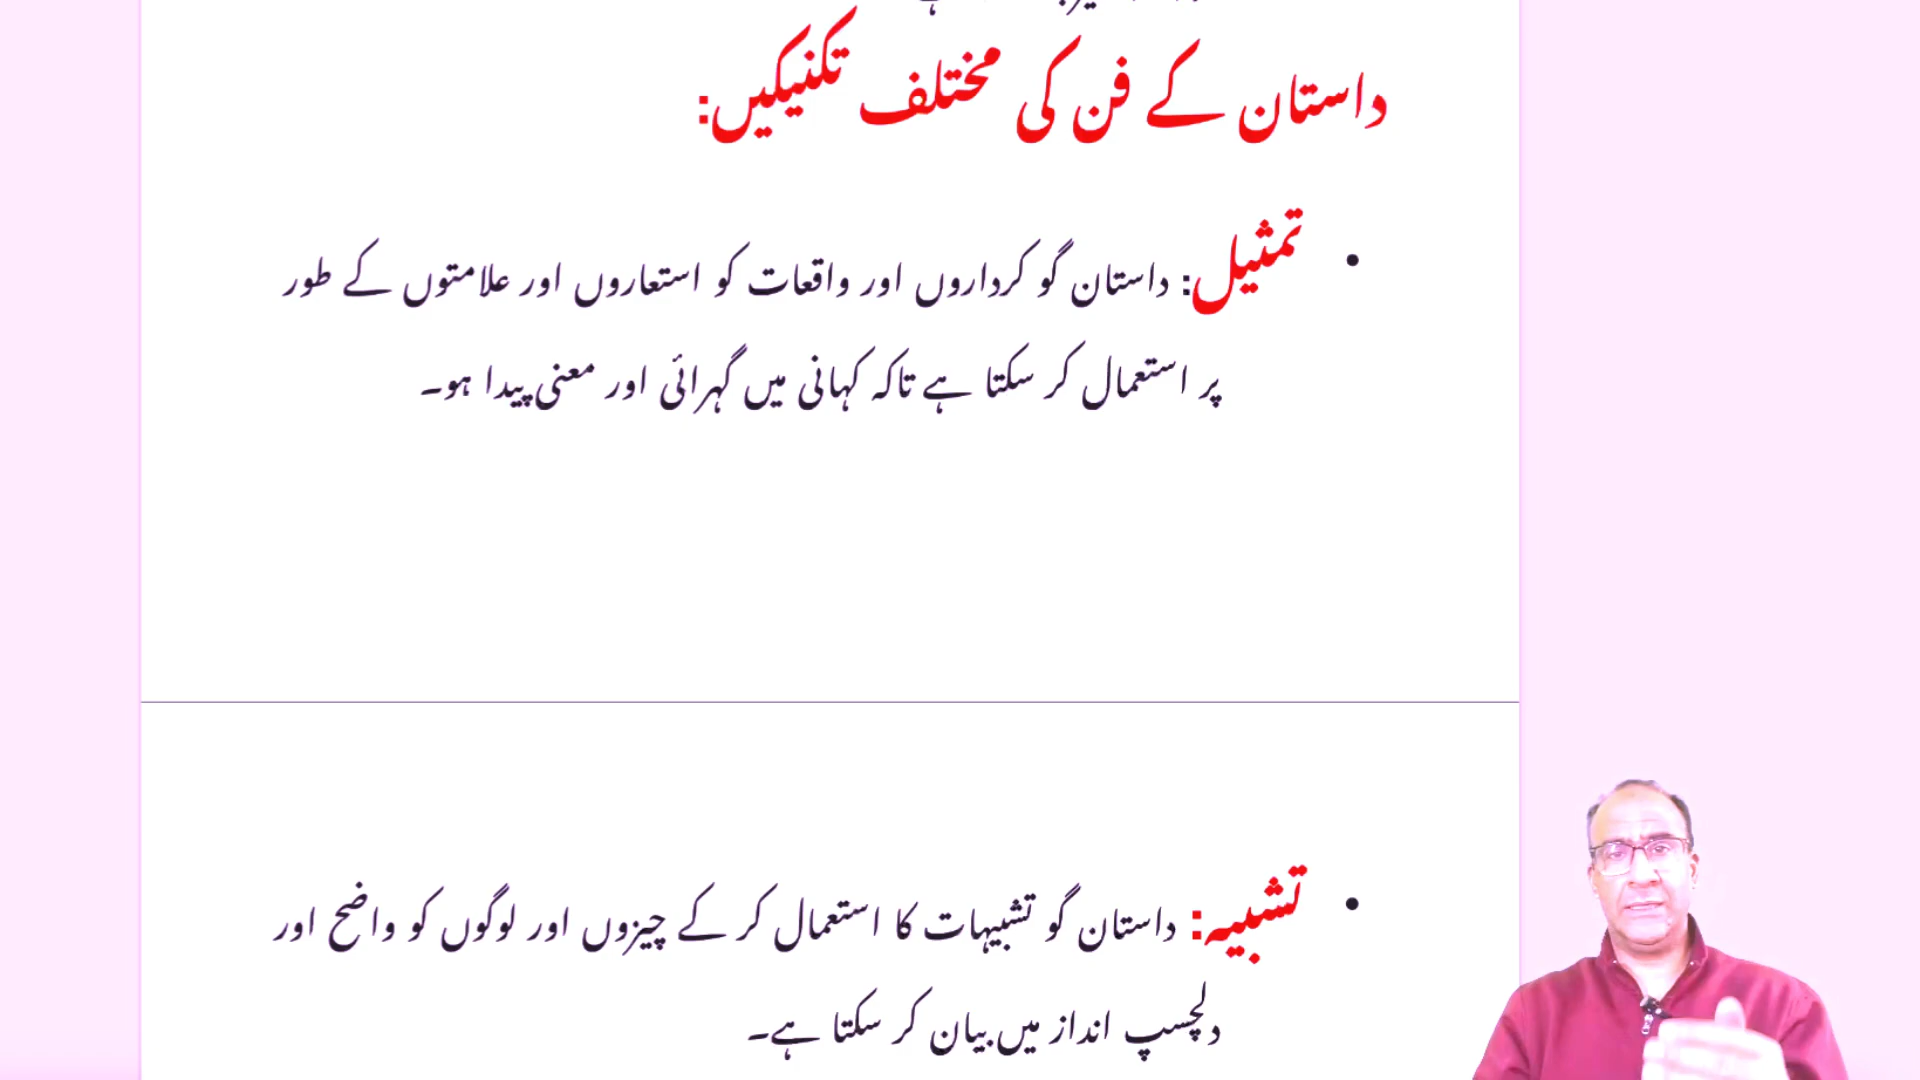 داستان کے فن کی مختلف تکنیکیں:
• تمثیل: داستان گو کرداروں اور واقعات کو استعاروں اور علامتوں کے طور
پر استعمال کر سکتا ہے تاکہ کہانی میں گہرائی اور معنی پیدا ہو۔
• تشبیہ: داستان گو تشبیہات کا استعمال کر کے چیزوں اور لوگوں کو واضح اور
دلچسپ انداز میں بیان کر سکتا ہے۔